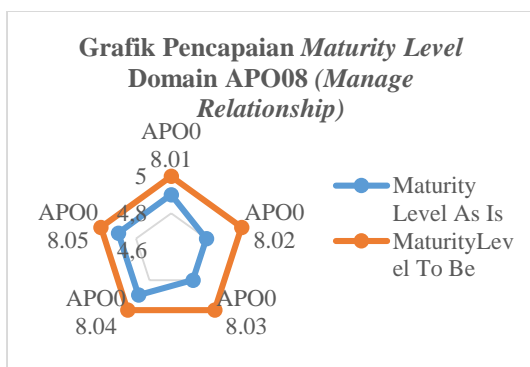 Grafik Pencapaian Maturity Level
Domain APO08 (Manage
Relationship)
APO0
8.01
5
4,8
4,6
APO0
8.02
APO0
8.03
APO0
8.04
APO0
8.05
Maturity
Level As Is
MaturityLev
el To Be